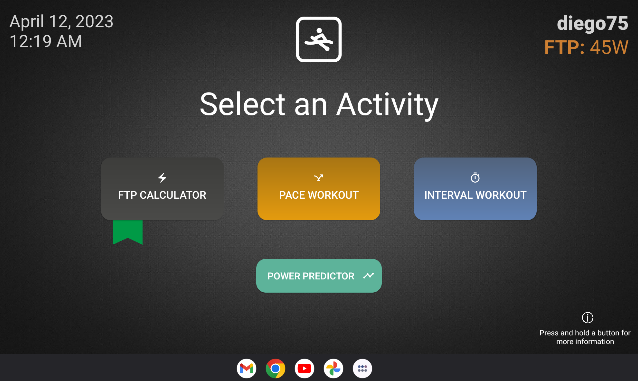 April 12, 2023
12:19 AM
diego75
FTP: 45W
Select an Activity
FTP CALCULATOR
PACE WORKOUT
INTERVAL WORKOUT
POWER PREDICTOR
Press and hold a button for
more information